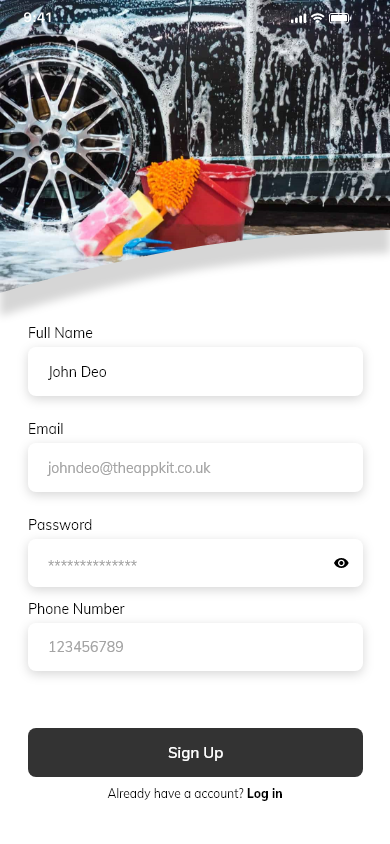 9:41
Full Name
John Deo
Email
johndeo@theappkit.co.uk
Password
**************
Phone Number
123456789
Sign Up
Already have a account? Log in